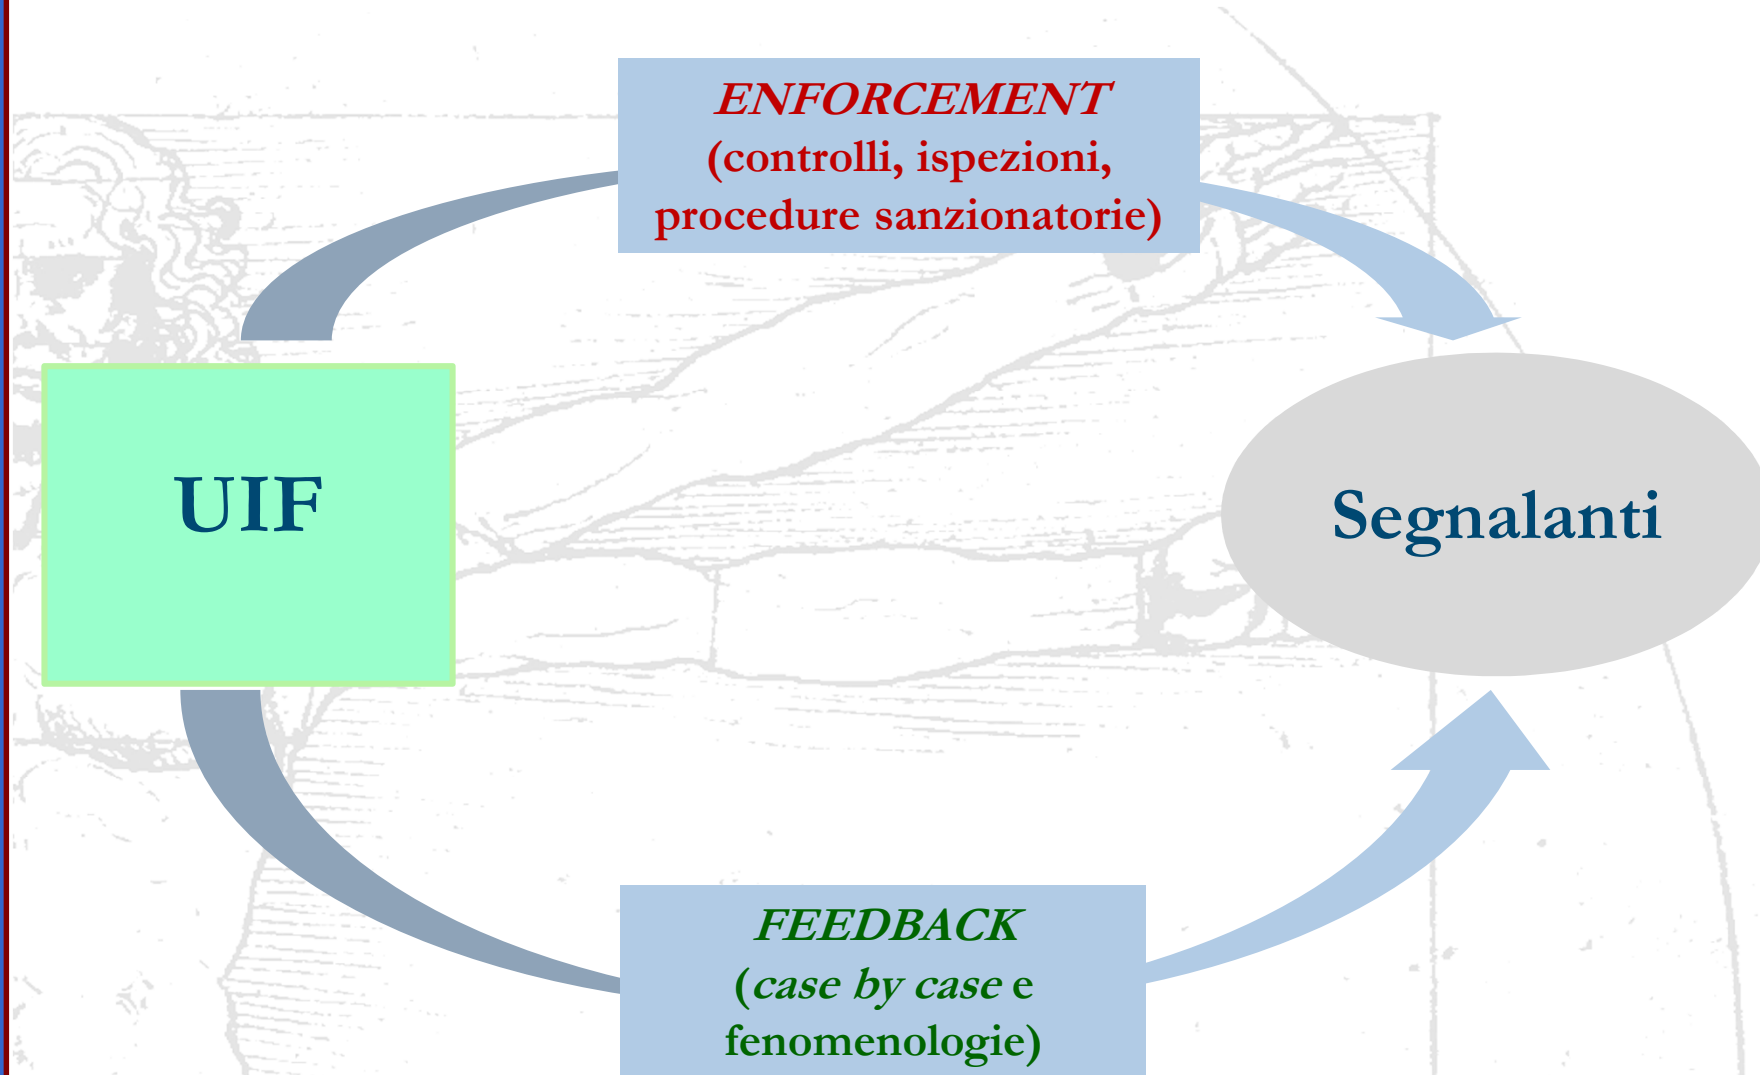 ENFORCEMENT
(controlli, ispezioni,
procedure sanzionatorie)
UIF
Segnalanti
FEEDBACK
(case by case e
fenomenologie)